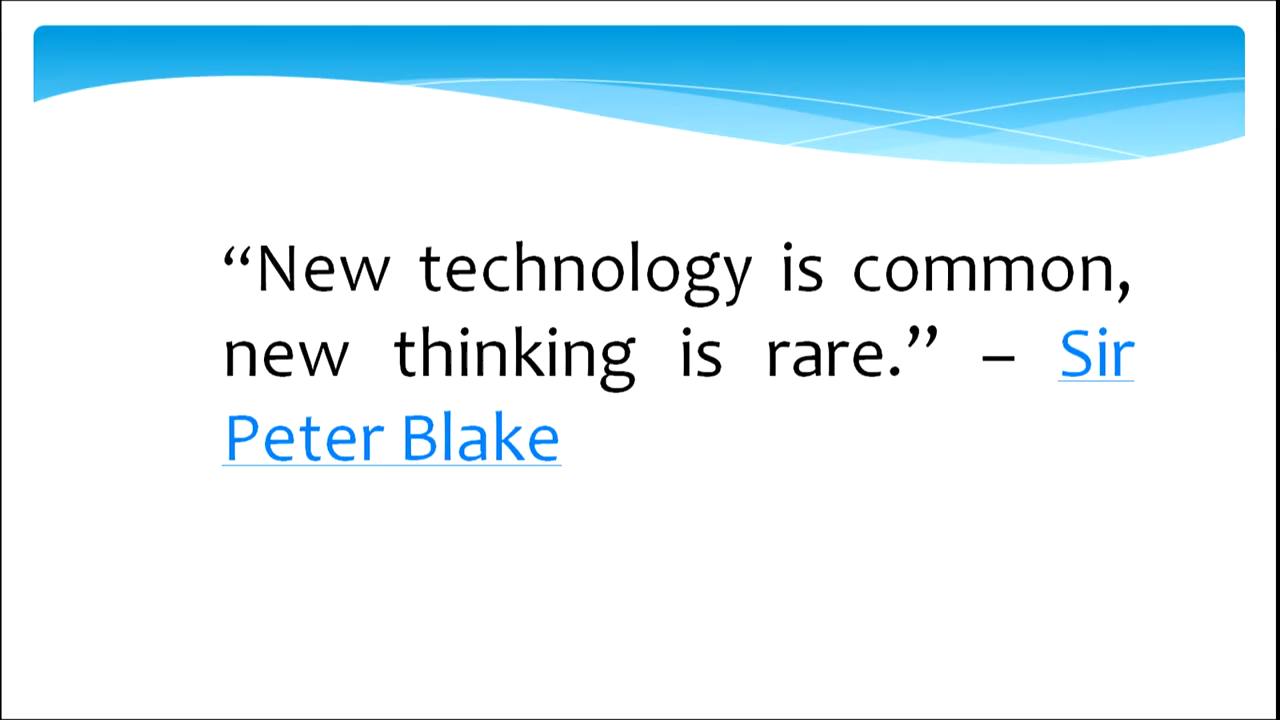 “New technology is common,
new thinking is rare.” – Sir
Peter Blake